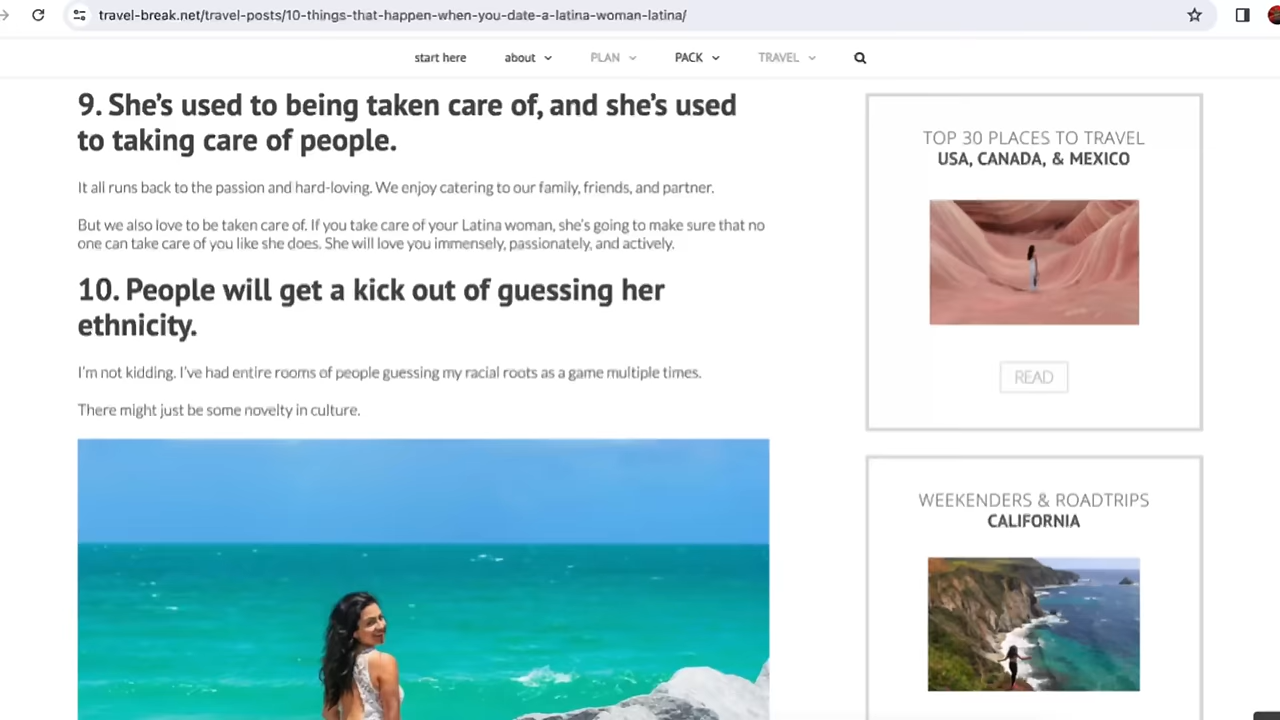 travel-break.net/travel-posts/10-things-that-happen-when-you-date-a-latina-woman-latina/
start here
about
PLAN
PACK
TRAVEL
9. She's used to being taken care of, and she's used
to taking care of people.
It all runs back to the passion and hard-loving. We enjoy catering to our family, friends, and partner.
But we also love to be taken care of. If you take care of your Latina woman, she's going to make sure that no
one can take care of you like she does. She will love you immensely, passionately, and actively.
10. People will get a kick out of guessing her
ethnicity.
I'm not kidding. I've had entire rooms of people guessing my racial roots as a game multiple times.
There might just be some novelty in culture.
TOP 30 PLACES TO TRAVEL
USA, CANADA, & MEXICO
READ
WEEKENDERS & ROADTRIPS
CALIFORNIA